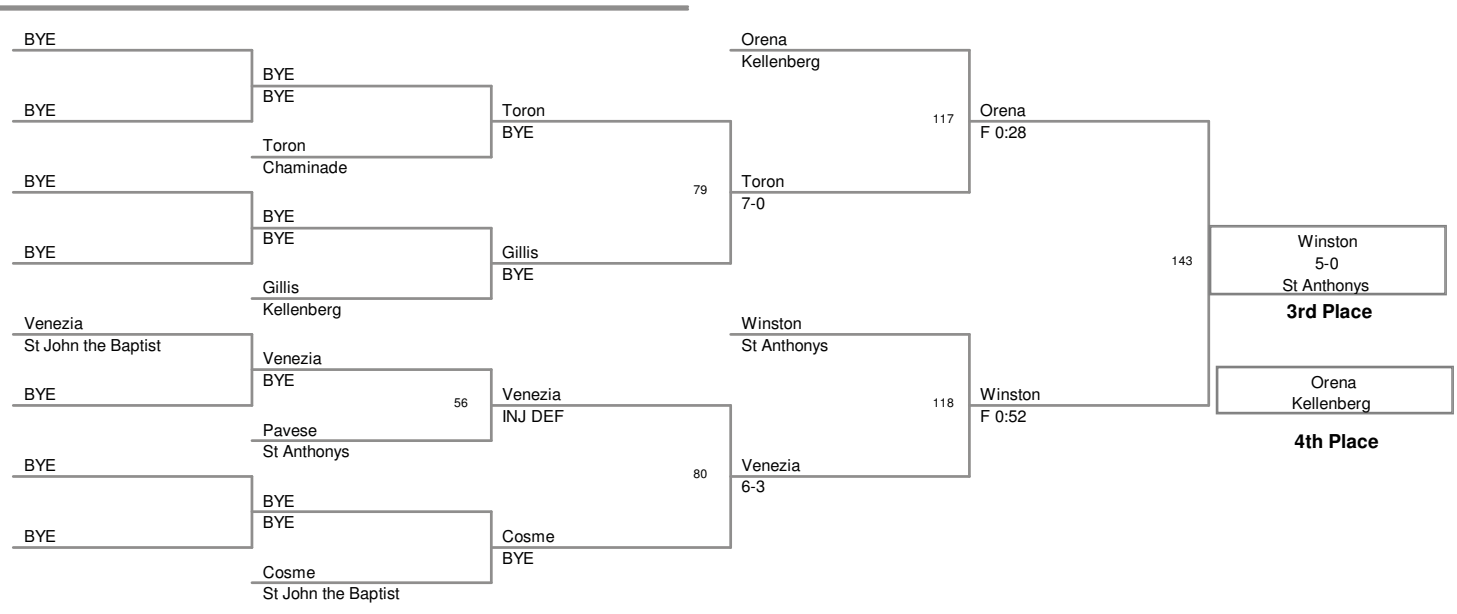 BYE
BYE
BYE
BYE
Venezia
St John the Baptist
BYE
BYE
BYE
BYE
BYE
Toron
Chaminade
BYE
BYE
Gillis
Kellenberg
Venezia
BYE
56
Pavese
St Anthonys
BYE
BYE
Cosme
St John the Baptist
Toron
BYE
79
Gillis
BYE
Venezia
INJ DEF
80
Cosme
BYE
Orena
Kellenberg
117
Toron
7-0
Winston
St Anthonys
118
Venezia
6-3
Orena
F 0:28
143
Winston
F 0:52
Winston
5-0
St Anthonys
3rd Place
Orena
Kellenberg
4th Place